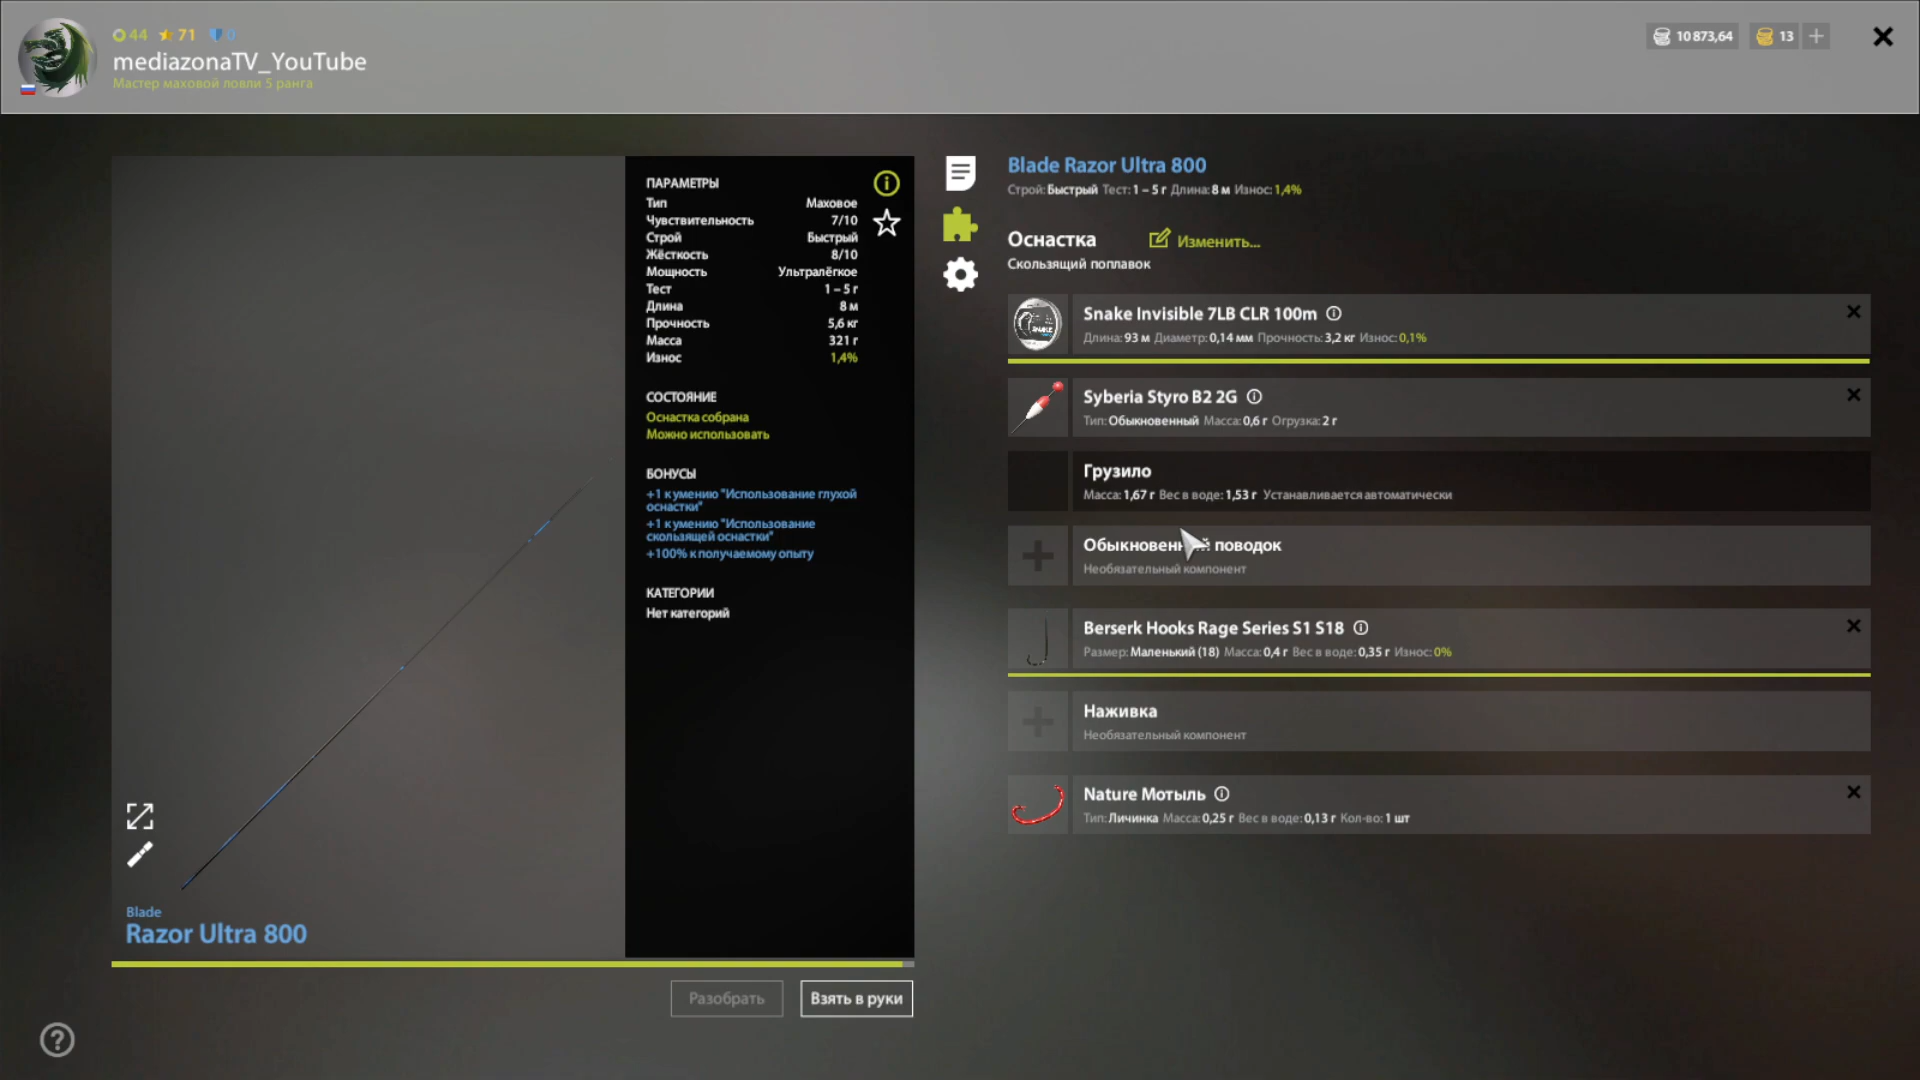 44 71 0
mediazonaTV_YouTube
Мастер маховой ловли 5 ранга
10 873,64 13
ПАРАМЕТРЫ
Тип Маховое
Чувствительность 7/10
Строй Быстрый
Жёсткость 8/10
Мощность Ультралёгкое
Тест 1 – 5 г
Длина 8 м
Прочность 5,6 кг
Масса 321 г
Износ 1,4%
СОСТОЯНИЕ
Оснастка собрана
Можно использовать
БОНУСЫ
+1 к умению "Использование глухой
оснастки"
+1 к умению "Использование
скользящей оснастки"
+100% к получаемому опыту
КАТЕГОРИИ
Нет категорий
Blade
Razor Ultra 800
Разобрать
Взять в руки
Blade Razor Ultra 800
Строй: Быстрый Тест: 1 – 5 г Длина: 8 м Износ: 1,4%
Оснастка Изменить...
Скользящий поплавок
Snake Invisible 7LB CLR 100m
Длина: 93 м Диаметр: 0,14 мм Прочность: 3,2 кг Износ: 0,1%
Syberia Styro B2 2G
Тип: Обыкновенный Масса: 0,6 г Огрузка: 2 г
Грузило
Масса: 1,67 г Вес в воде: 1,53 г Устанавливается автоматически
Обыкновенный поводок
Необязательный компонент
Berserk Hooks Rage Series S1 S18
Размер: Маленький (18) Масса: 0,4 г Вес в воде: 0,35 г Износ: 0%
Наживка
Необязательный компонент
Nature Мотыль
Тип: Личинка Масса: 0,25 г Вес в воде: 0,13 г Кол-во: 1 шт